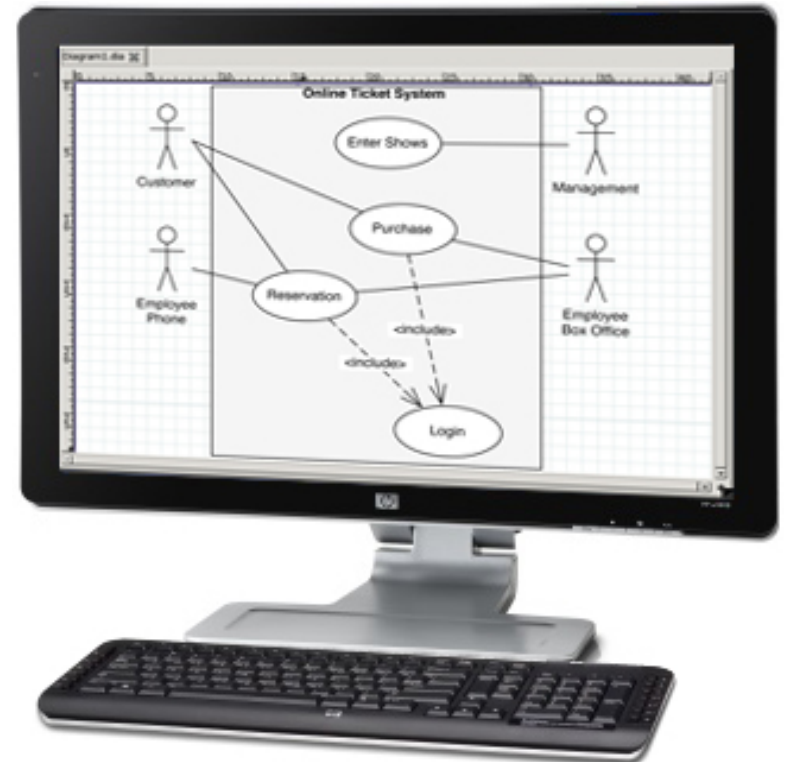 Diagram1.dia
Online Ticket System
Enter Shows
Customer
Management
Purchase
Employee
Phone
Reservation
Employee
Box Office
<include>
<include>
Login
hp